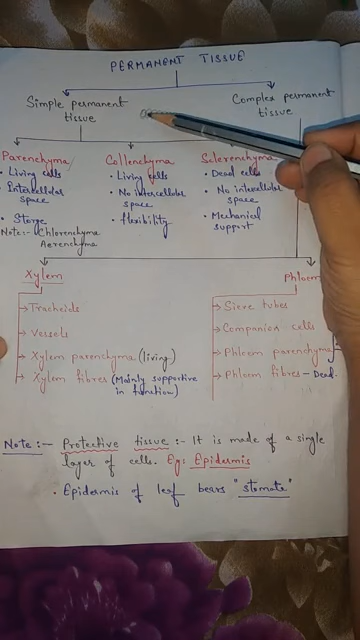 PERMANENT TISSUE
Simple permanent
tissue
Complex permanent
tissue
Parenchyma
• Living cells
• Intercellular
space
• Storge
Note:- Chlorenchyma
Aerenchyma
Collenchyma
• Living cells
• No intercellular
space
• flexibility
Sclerenchyma
• Dead cells
• No intercellular
space
• Mechanical
support
Xylem
Tracheids
Vessels
Xylem parenchyma (living)
Xylem fibres (Mainly supportive
in function)
Phloem
Sieve tubes
Companion cells
Phloem parenchyma
Phloem fibres - Dead.
Note:- Protective tissue:- It is made of a single
layer of cells. Eg: Epidermis
• Epidermis of leaf bears "stomate"